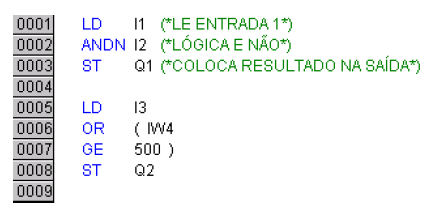 0001 LD I1 (*LE ENTRADA 1*)
0002 ANDN I2 (*LÓGICA E NÃO*)
0003 ST Q1 (*COLOCA RESULTADO NA SAÍDA*)
0004
0005 LD I3
0006 OR ( IW4
0007 GE 500 )
0008 ST Q2
0009